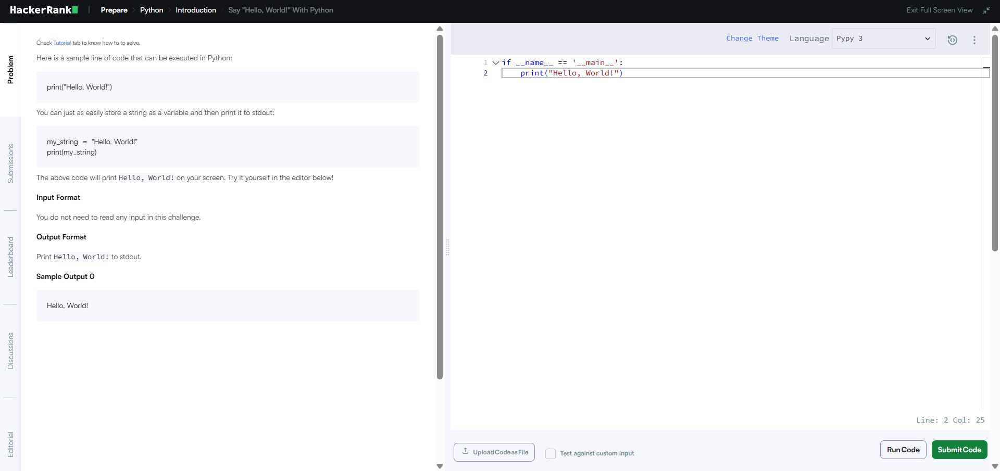 HackerRank | Prepare Python Introduction Say "Hello, World!" With Python Exit Full Screen View
Problem
Submissions
Leaderboard
Discussions
Editorial
Check Tutorial tab to know how to to solve.
Here is a sample line of code that can be executed in Python:
print("Hello, World!")
You can just as easily store a string as a variable and then print it to stdout:
my_string = "Hello, World!"
print(my_string)
The above code will print Hello, World! on your screen. Try it yourself in the editor below!
Input Format
You do not need to read any input in this challenge.
Output Format
Print Hello, World! to stdout.
Sample Output 0
Hello, World!
Change Theme Language Pypy 3
1 if __name__ == '__main__':
2 print("Hello, World!")
Line: 2 Col: 25
Upload Code as File Test against custom input Run Code Submit Code